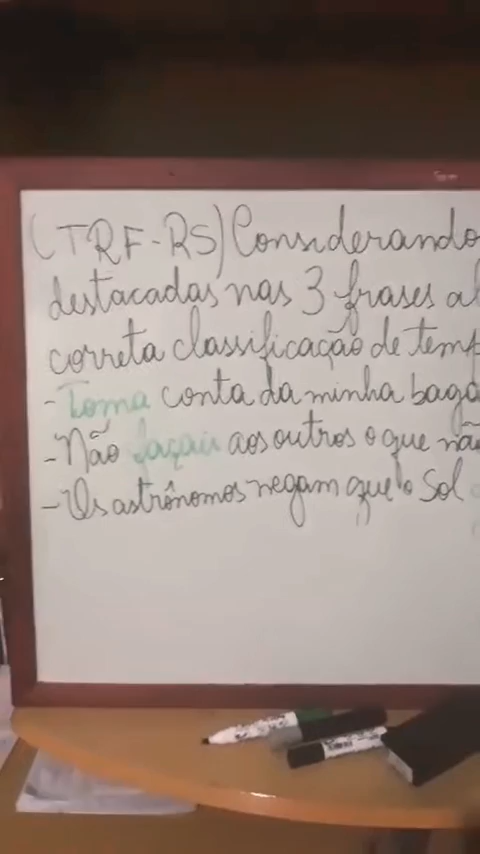 (TRF-RS) Considerando
destacadas nas 3 frases a
correta classificação de temp
- Toma conta da minha baga
- Não façais aos outros o que nã
- Os astrônomos negam que o Sol